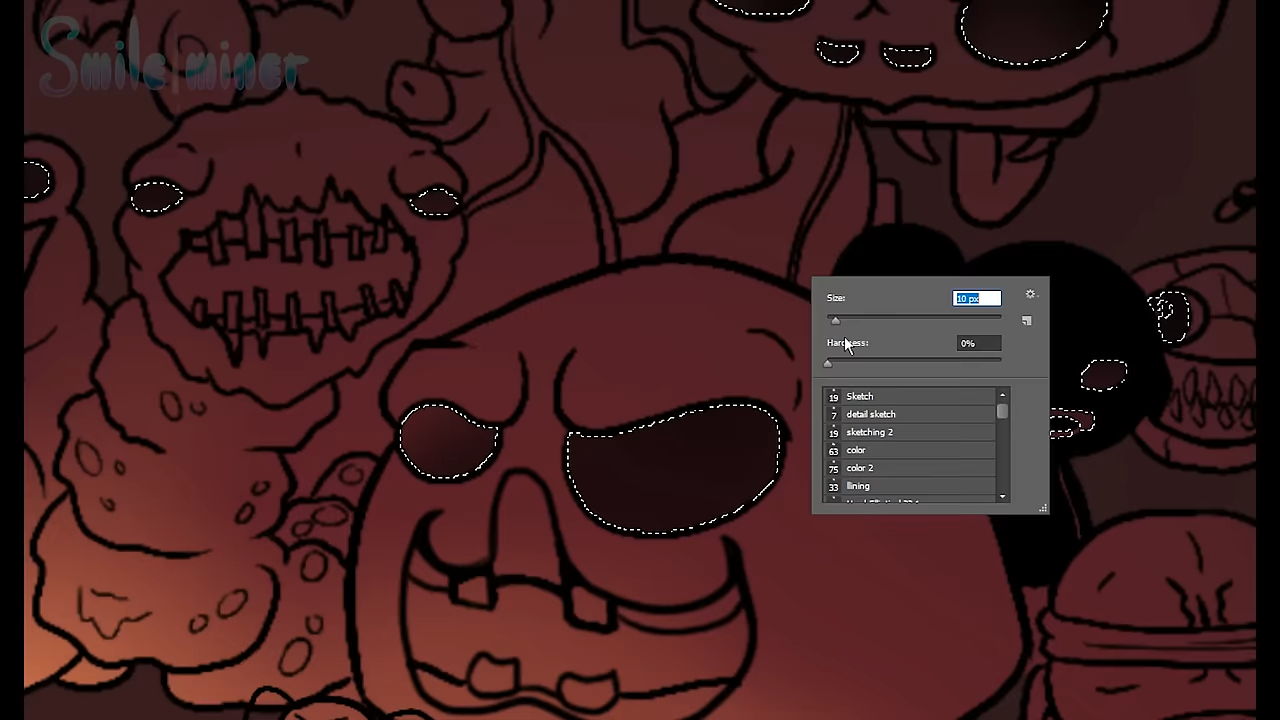 Smile miner
Size:
10 px
Hardness:
0%
19 Sketch
7 detail sketch
19 sketching 2
63 color
75 color 2
33 llining